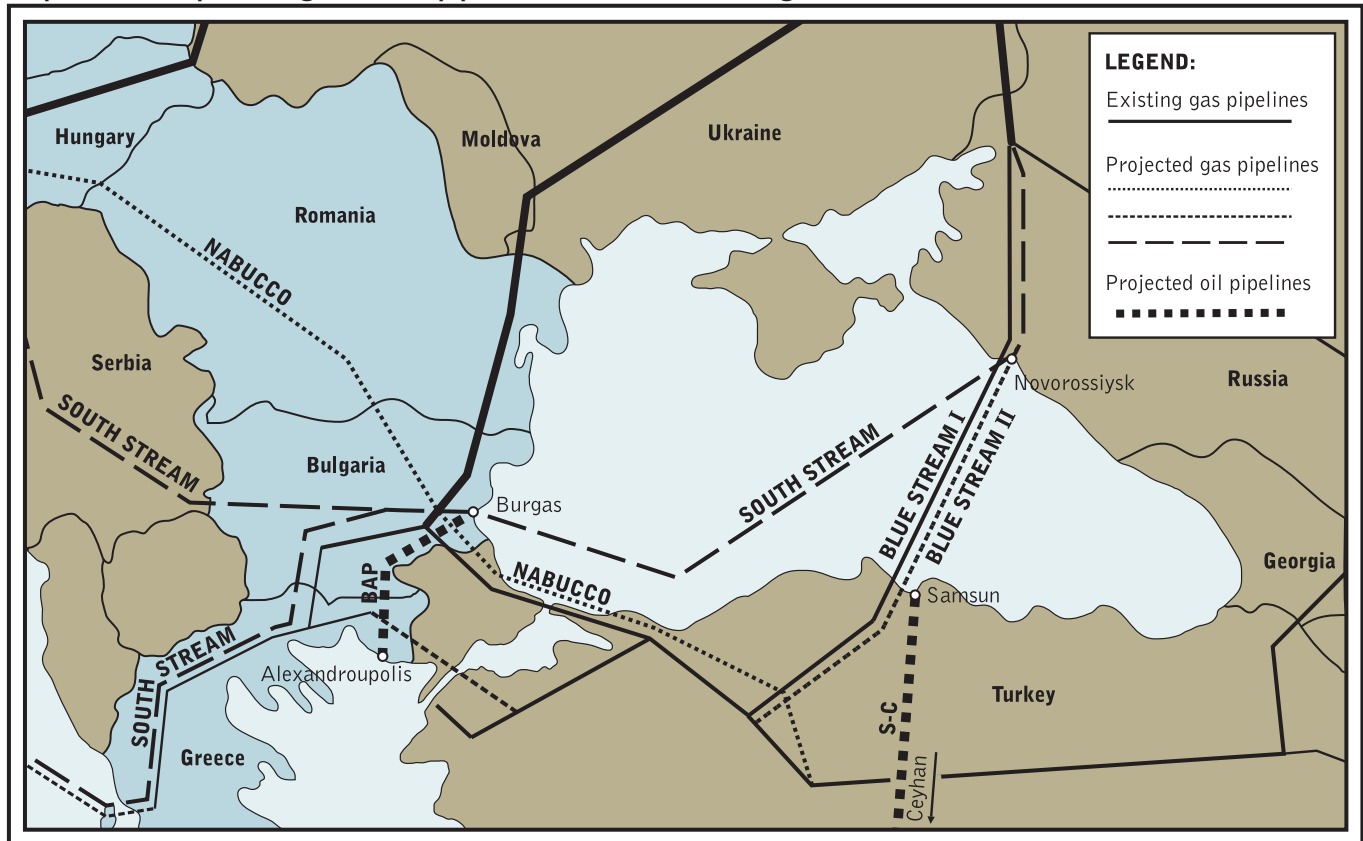 LEGEND:
Existing gas pipelines
Projected gas pipelines
Projected oil pipelines
Hungary
Moldova
Ukraine
Romania
NABUCCO
Serbia
Novorossiysk
Russia
SOUTH STREAM
Bulgaria
Burgas
SOUTH STREAM
BLUE STREAM I
BLUE STREAM II
Georgia
BAP
NABUCCO
Samsun
SOUTH STREAM
Alexandroupolis
Turkey
S-C
Greece
Ceyhan